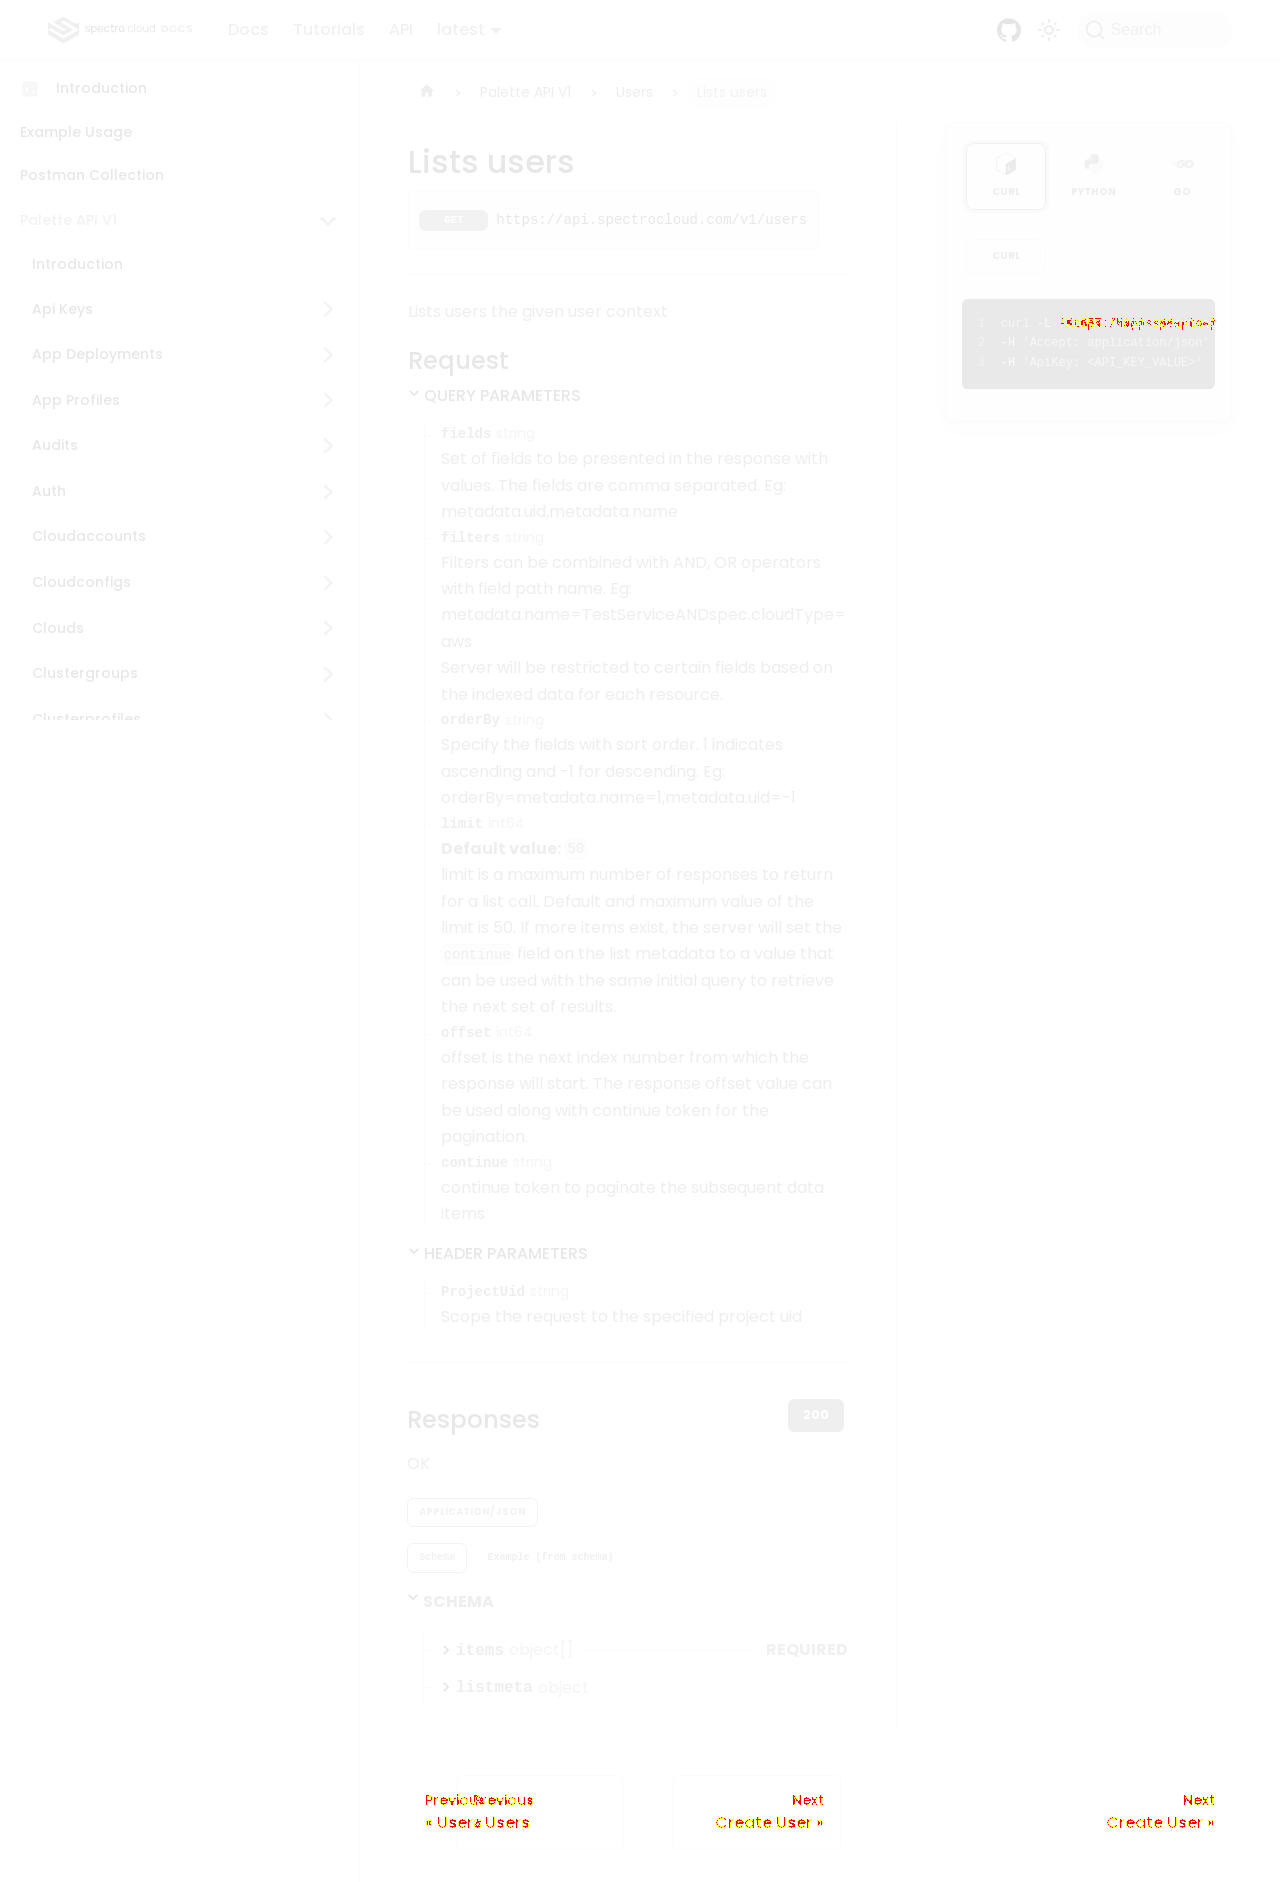 spectro cloud DOCS
Docs
Tutorials
API
latest
Search
Introduction
Example Usage
Postman Collection
Palette API V1
Introduction
Api Keys
App Deployments
App Profiles
Audits
Auth
Cloudaccounts
Cloudconfigs
Clouds
Clustergroups
Clusterprofiles
Palette API V1
Users
Lists users
Lists users
GET https://api.spectrocloud.com/v1/users
Lists users the given user context
Request
QUERY PARAMETERS
fields string
Set of fields to be presented in the response with
values. The fields are comma separated. Eg:
metadata.uid,metadata.name
filters string
Filters can be combined with AND, OR operators
with field path name. Eg:
metadata.name=TestServiceANDspec.cloudType=
aws
Server will be restricted to certain fields based on
the indexed data for each resource.
orderBy string
Specify the fields with sort order. 1 indicates
ascending and -1 for descending. Eg:
orderBy=metadata.name=1,metadata.uid=-1
limit int64
Default value: 50
limit is a maximum number of responses to return
for a list call. Default and maximum value of the
limit is 50. If more items exist, the server will set the
continue field on the list metadata to a value that
can be used with the same initial query to retrieve
the next set of results.
offset int64
offset is the next index number from which the
response will start. The response offset value can
be used along with continue token for the
pagination.
continue string
continue token to paginate the subsequent data
items
HEADER PARAMETERS
ProjectUid string
Scope the request to the specified project uid
Responses
200
OK
APPLICATION/JSON
Schema
Example (from schema)
SCHEMA
items object[] REQUIRED
listmeta object
CURL
PYTHON
GO
CURL
1 curl -L
2 -H 'Accept: application/json'
3 -H 'ApiKey: <API_KEY_VALUE>'
Previous Previous
« Users Users
Next
Create User »
Next
Create User »